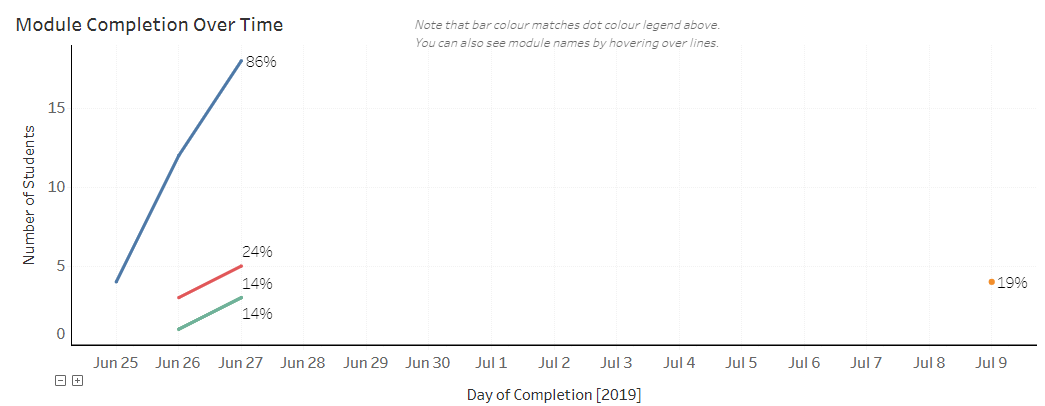 Module Completion Over Time
Note that bar colour matches dot colour legend above.
You can also see module names by hovering over lines.
86%
15
10
Number of Students
24%
5
14%
19%
14%
0
Jun 25 Jun 26 Jun 27 Jun 28 Jun 29 Jun 30 Jul 1 Jul 2 Jul 3 Jul 4 Jul 5 Jul 6 Jul 7 Jul 8 Jul 9
Day of Completion [2019]